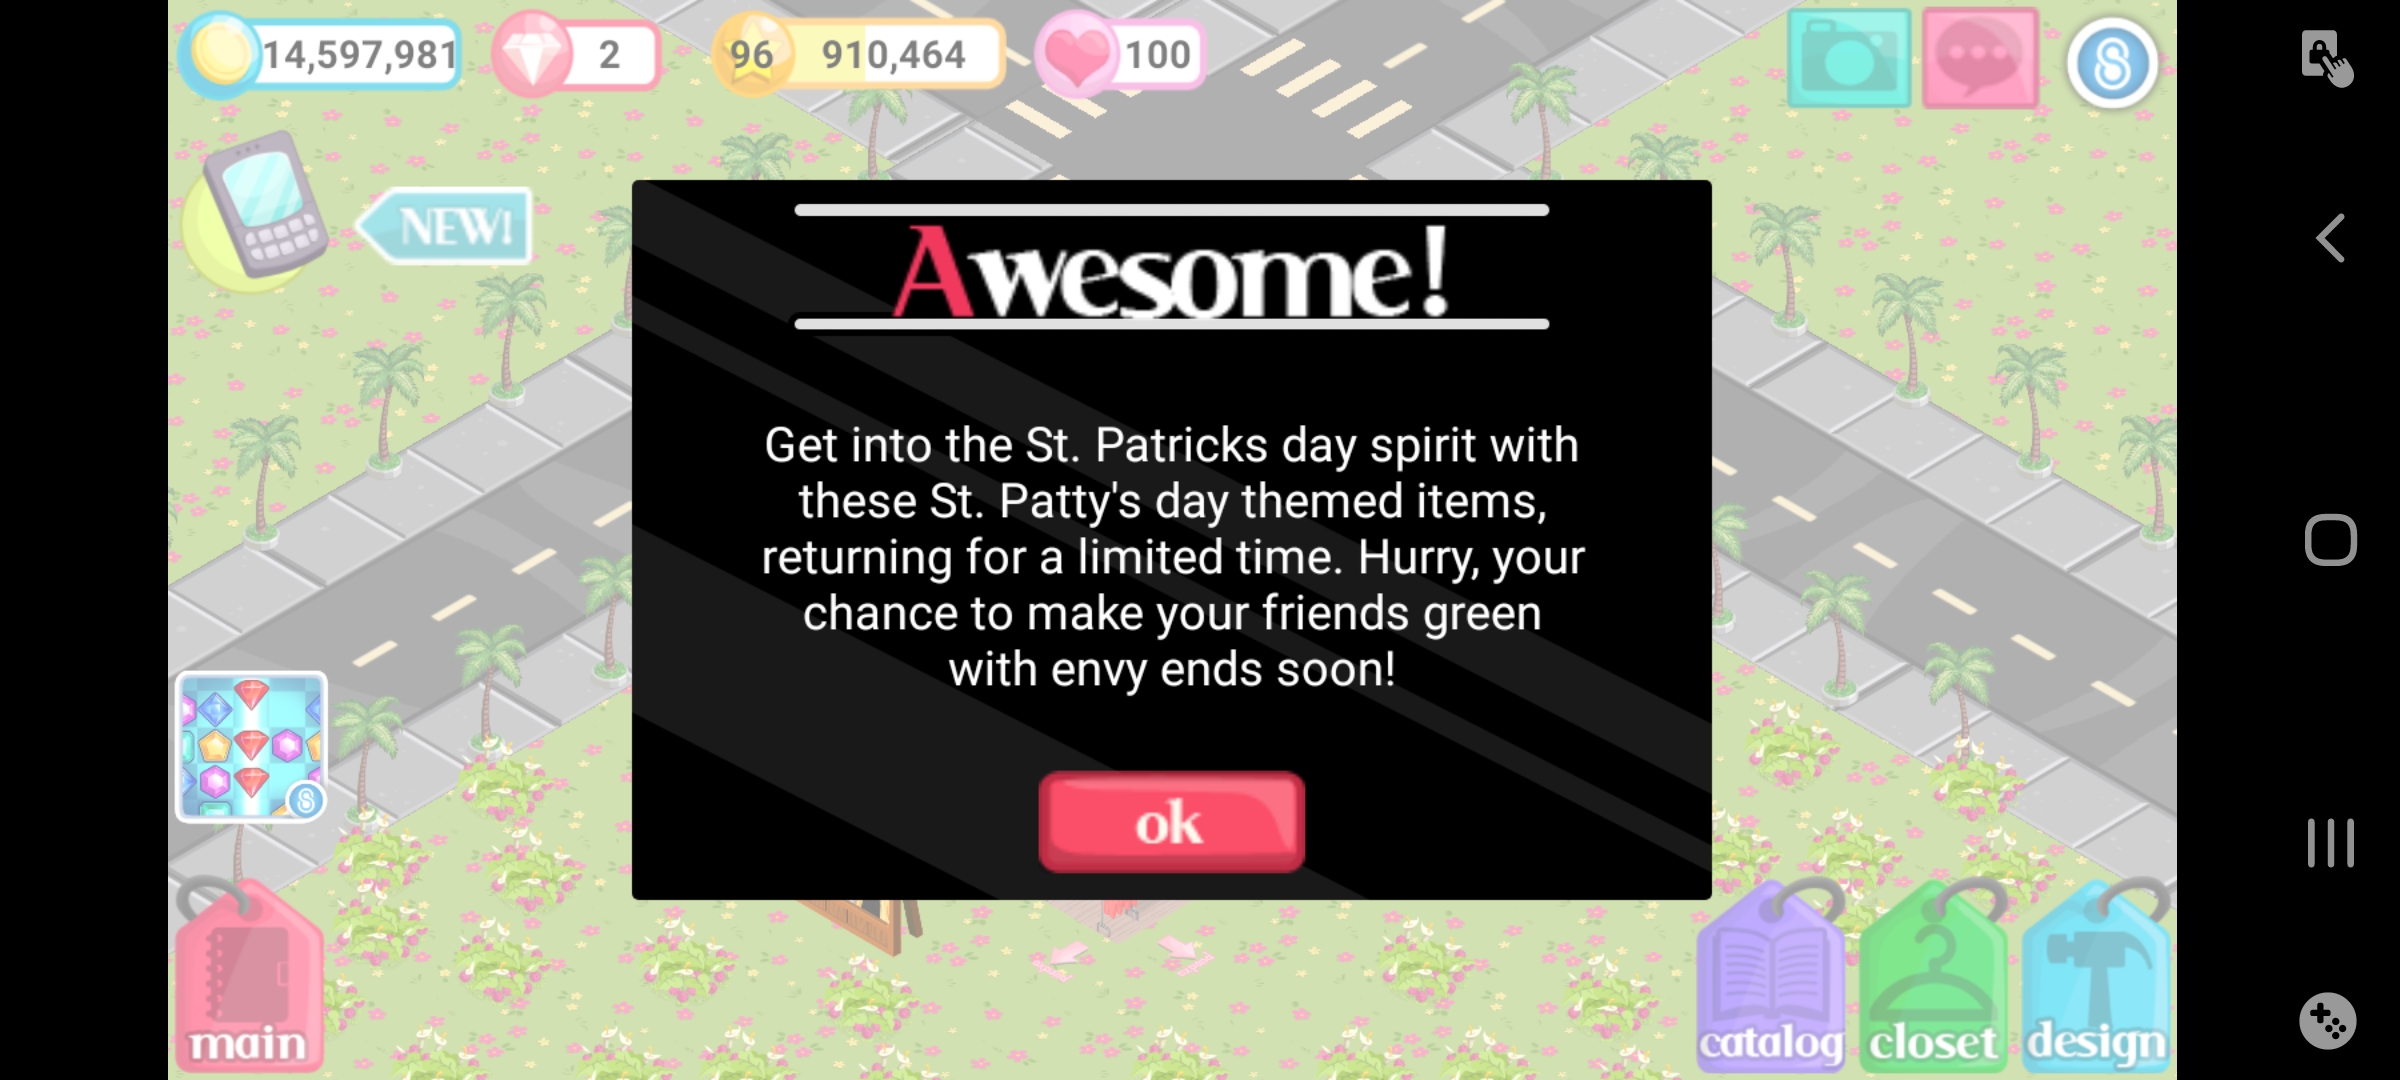 14,597,981 2 96 910,464 100
NEW!
Awesome!
Get into the St. Patricks day spirit with
these St. Patty's day themed items,
returning for a limited time. Hurry, your
chance to make your friends green
with envy ends soon!
ok
main
catalog closet design